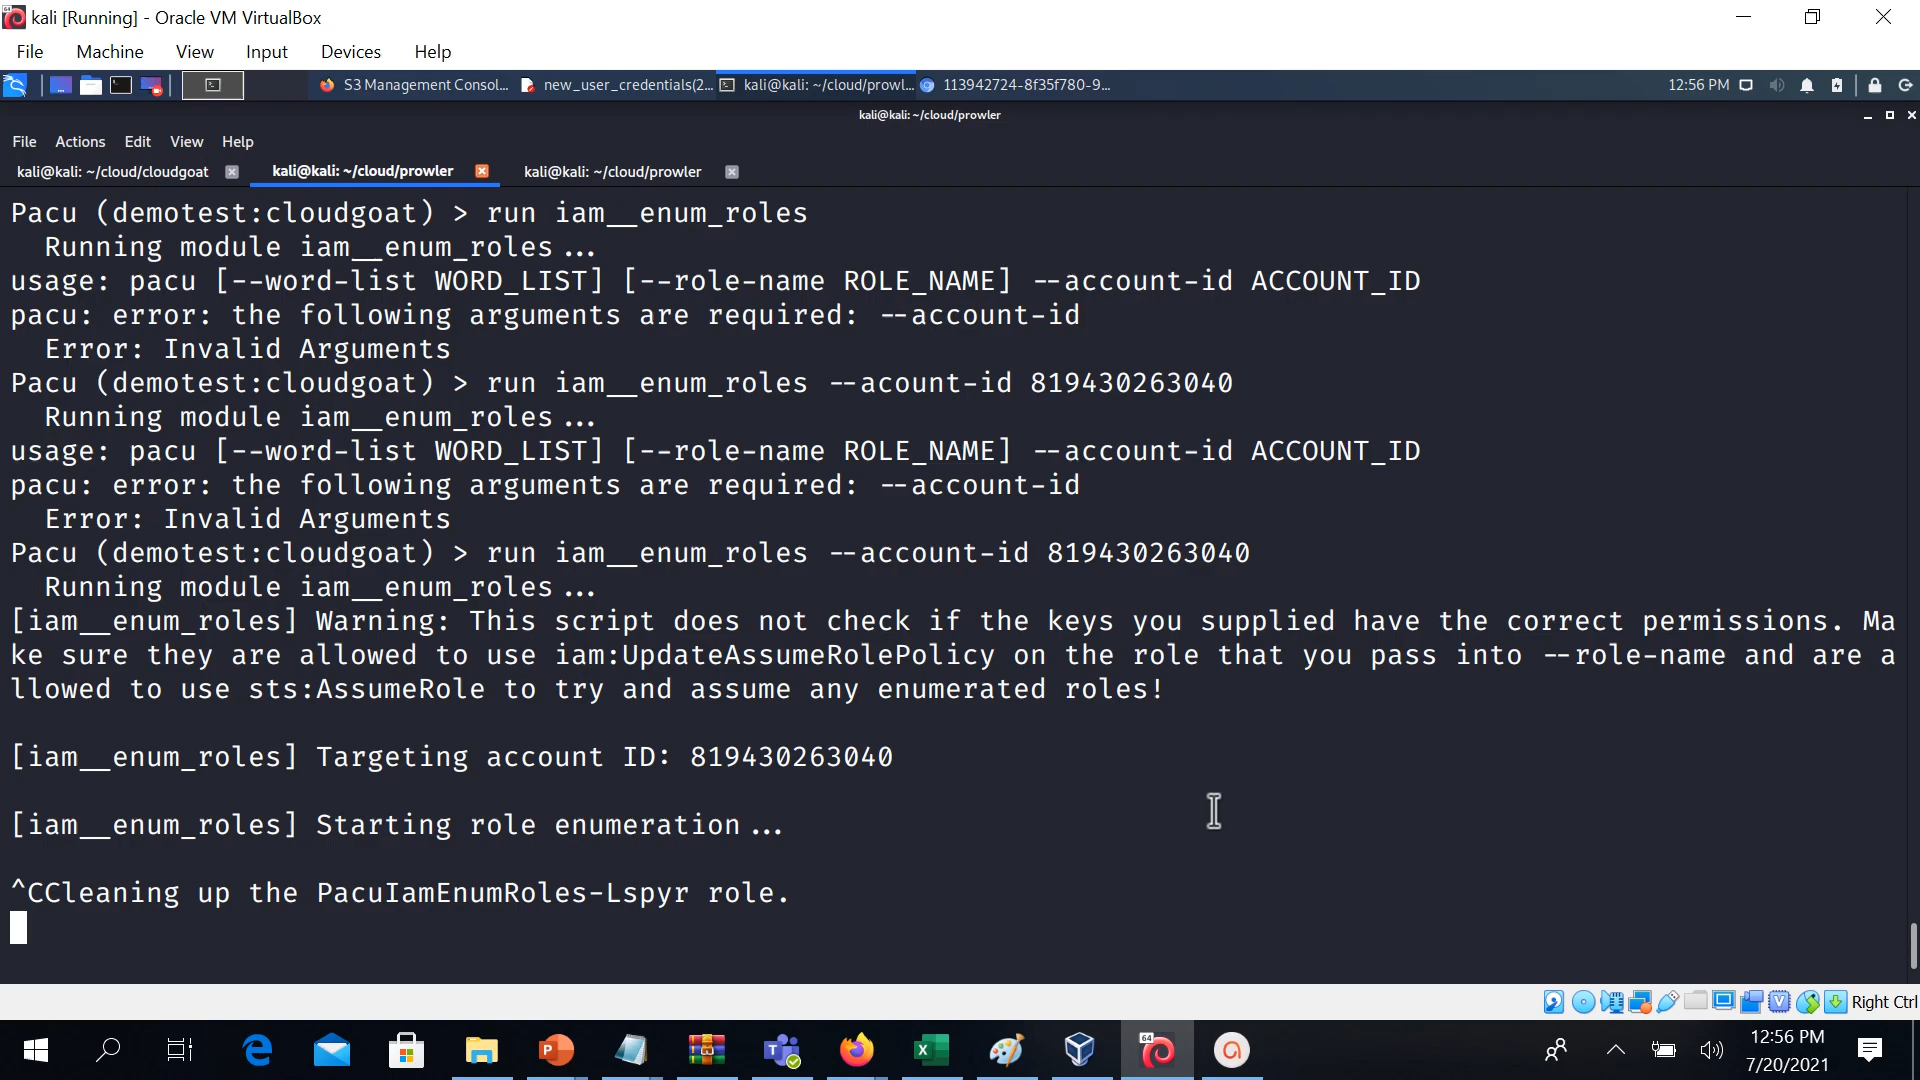 kali [Running] - Oracle VM VirtualBox
File Machine View Input Devices Help
S3 Management Consol... new_user_credentials(2... kali@kali: ~/cloud/prowl... 113942724-8f35f780-9... 12:56 PM
kali@kali: ~/cloud/prowler
File Actions Edit View Help
kali@kali: ~/cloud/cloudgoat kali@kali: ~/cloud/prowler kali@kali: ~/cloud/prowler
Pacu (demotest:cloudgoat) > run iam__enum_roles
Running module iam__enum_roles...
usage: pacu [--word-list WORD_LIST] [--role-name ROLE_NAME] --account-id ACCOUNT_ID
pacu: error: the following arguments are required: --account-id
Error: Invalid Arguments
Pacu (demotest:cloudgoat) > run iam__enum_roles --acount-id 819430263040
Running module iam__enum_roles...
usage: pacu [--word-list WORD_LIST] [--role-name ROLE_NAME] --account-id ACCOUNT_ID
pacu: error: the following arguments are required: --account-id
Error: Invalid Arguments
Pacu (demotest:cloudgoat) > run iam__enum_roles --account-id 819430263040
Running module iam__enum_roles...
[iam__enum_roles] Warning: This script does not check if the keys you supplied have the correct permissions. Ma
ke sure they are allowed to use iam:UpdateAssumeRolePolicy on the role that you pass into --role-name and are a
llowed to use sts:AssumeRole to try and assume any enumerated roles!
[iam__enum_roles] Targeting account ID: 819430263040
[iam__enum_roles] Starting role enumeration...
^CCleaning up the PacuIamEnumRoles-Lspyr role.
Right Ctrl
12:56 PM
7/20/2021